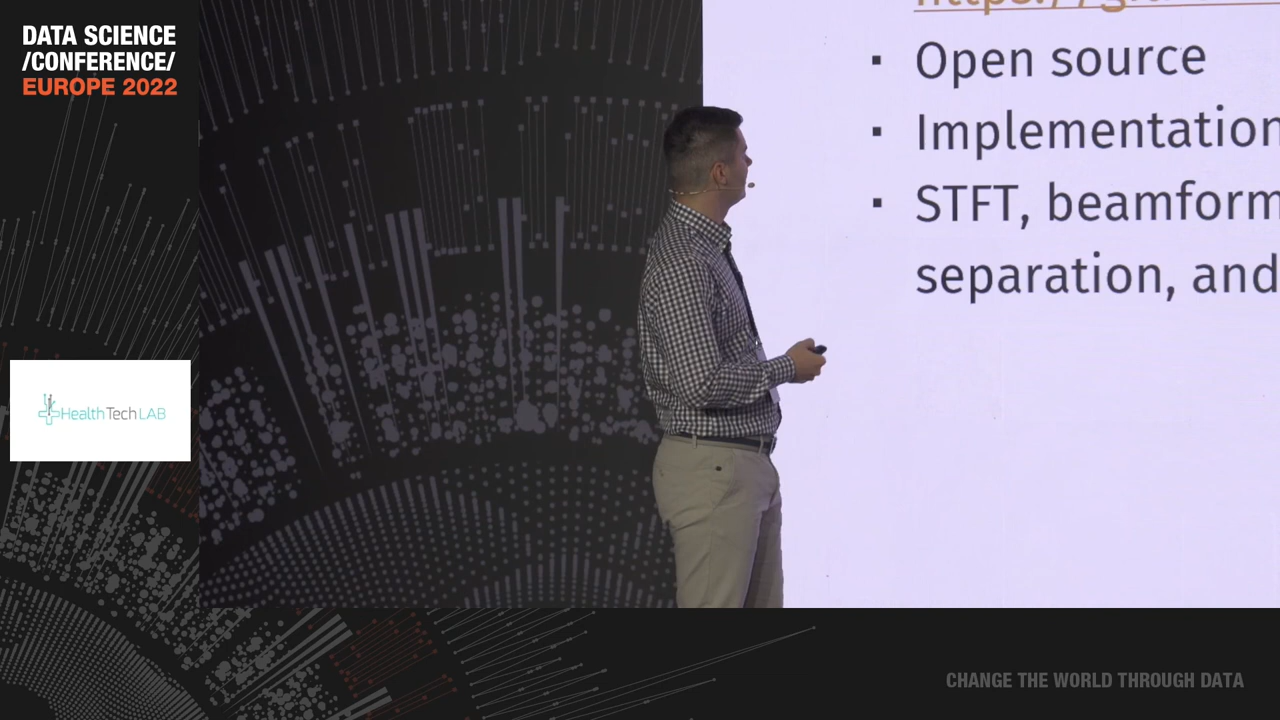 DATA SCIENCE
/CONFERENCE/
EUROPE 2022
Open source
Implementation
STFT, beamform
separation, and
HealthTechLAB
CHANGE THE WORLD THROUGH DATA